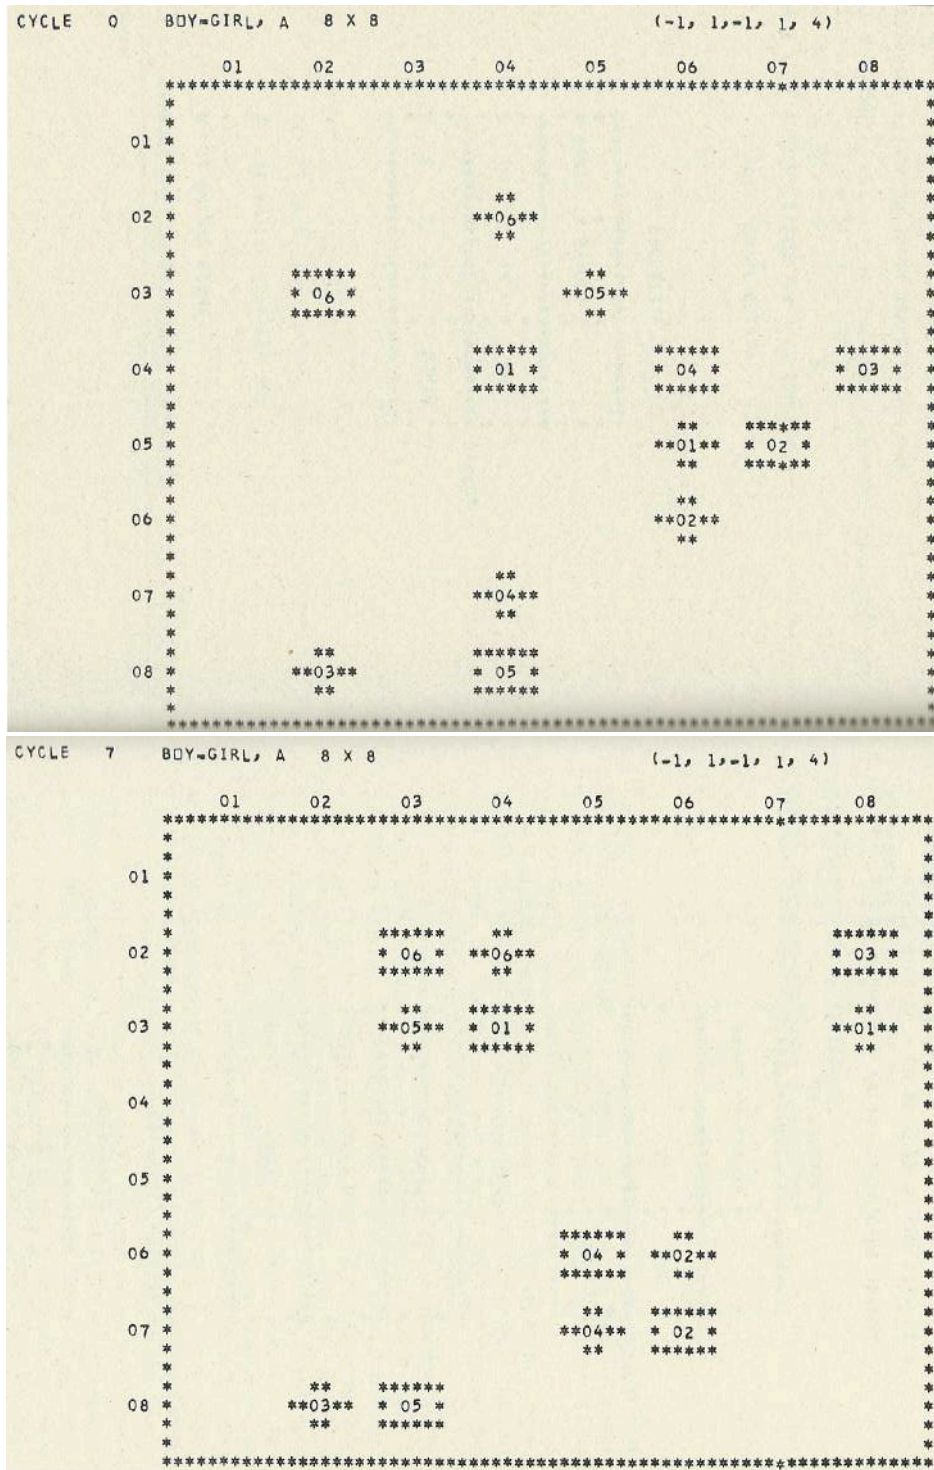 CYCLE 0 BOY=GIRL, A 8 X 8 (-1, 1,-1, 1, 4)
01 02 03 04 05 06 07 08
01 * *
02 * **06** *
03 * * 06 * **05** *
04 * * 01 * * 04 * * 03 * *
05 * **01** * 02 * *
06 * **02** *
07 * **04** *
08 * **03** * 05 * *
CYCLE 7 BOY=GIRL, A 8 X 8 (-1, 1,-1, 1, 4)
01 02 03 04 05 06 07 08
01 * *
02 * * 06 * **06** * 03 * *
03 * **05** * 01 * **01** *
04 * *
05 * *
06 * * 04 * **02** *
07 * **04** * 02 * *
08 * **03** * 05 * *